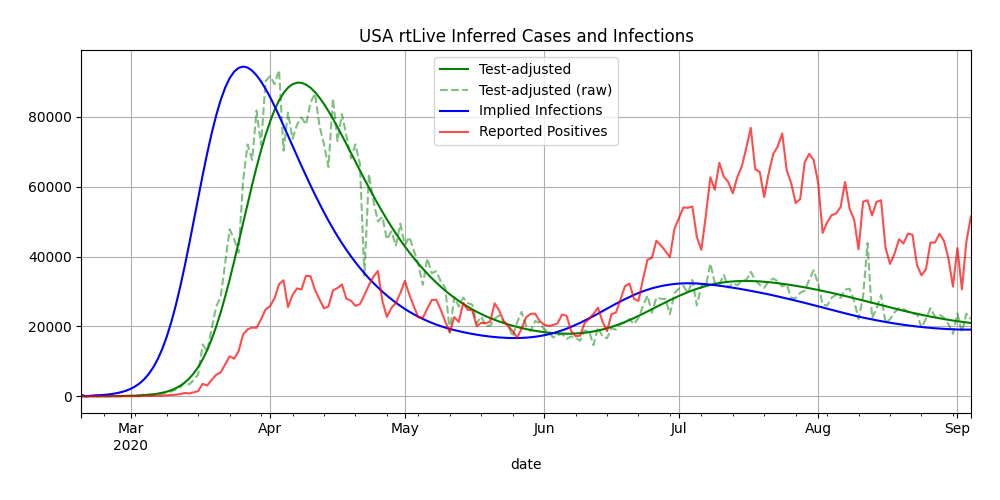 USA rtLive Inferred Cases and Infections
Test-adjusted
Test-adjusted (raw)
Implied Infections
Reported Positives
80000
60000
40000
20000
0
Mar
2020
Apr
May
Jun
Jul
Aug
Sep
date